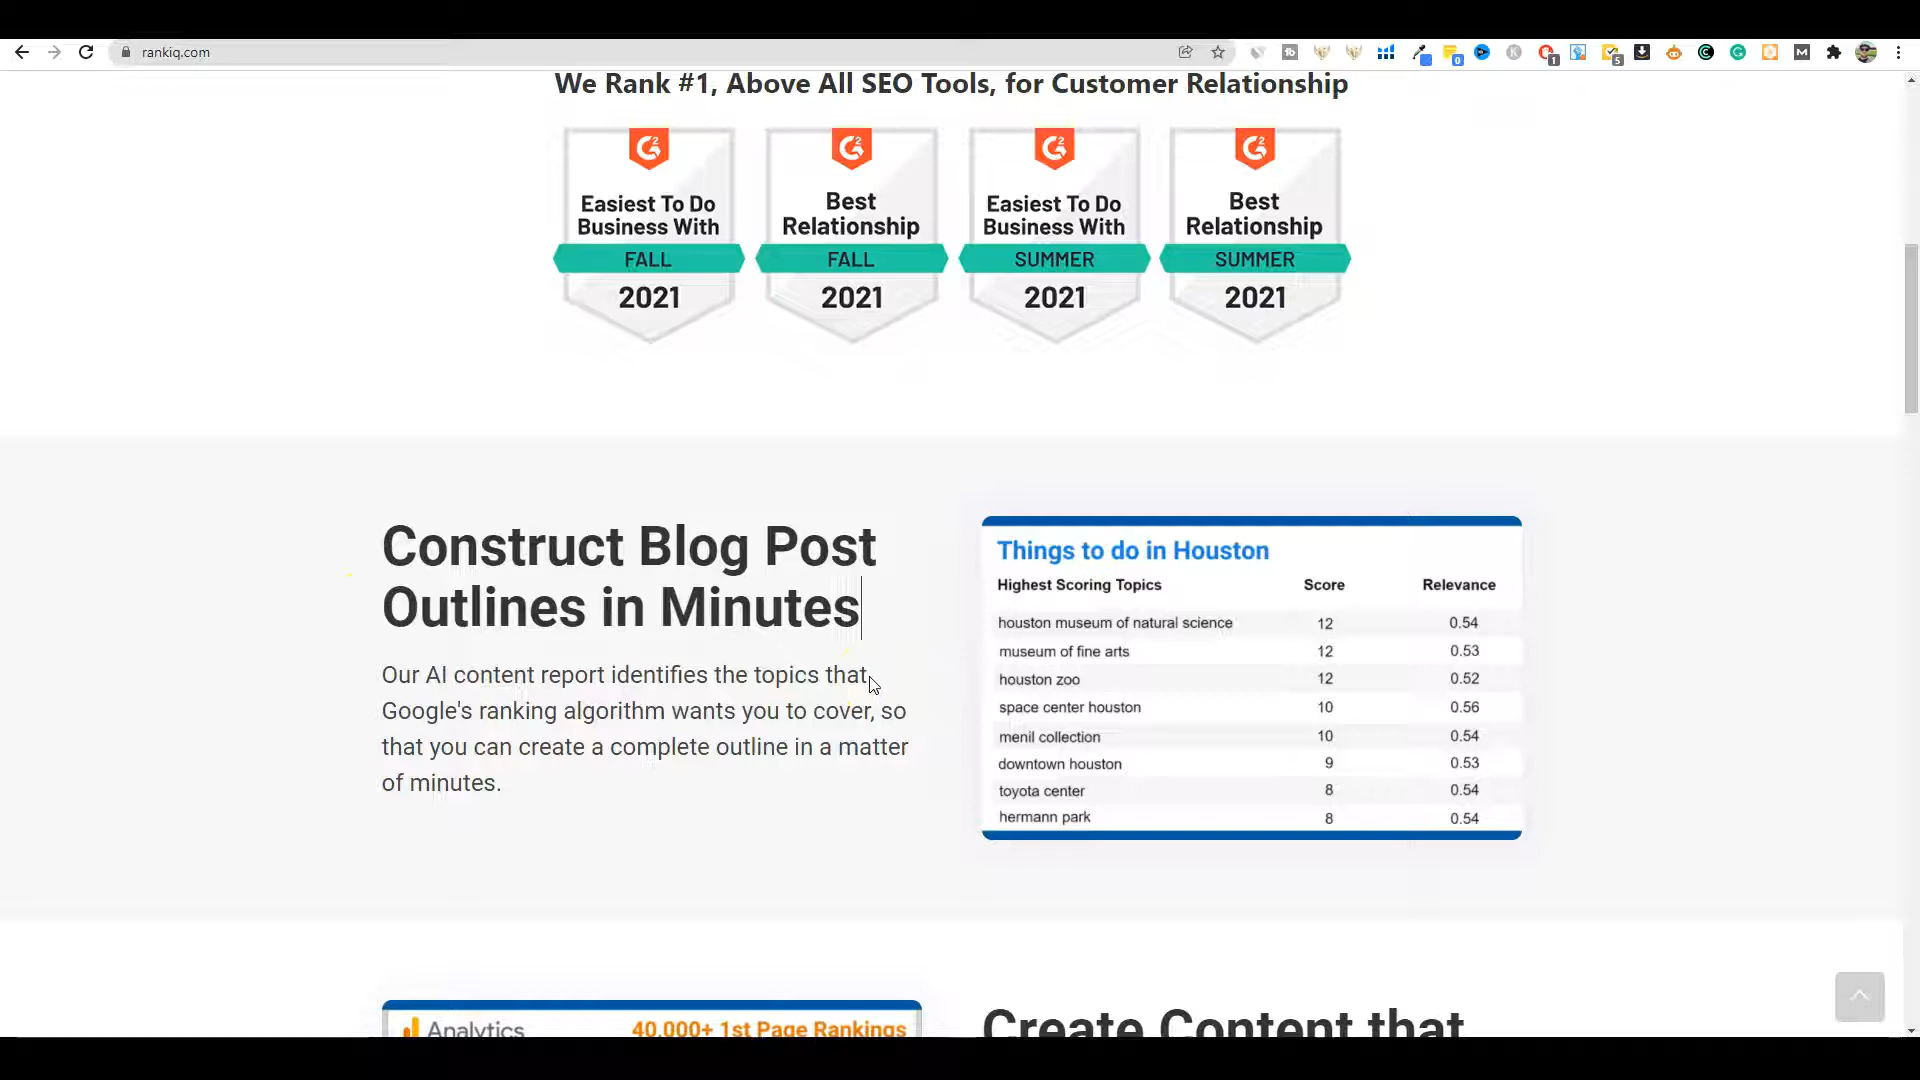 rankiq.com
We Rank #1, Above All SEO Tools, for Customer Relationship
Easiest To Do
Business With
FALL
2021
Best
Relationship
FALL
2021
Easiest To Do
Business With
SUMMER
2021
Best
Relationship
SUMMER
2021
Construct Blog Post
Outlines in Minutes
Our AI content report identifies the topics that
Google's ranking algorithm wants you to cover, so
that you can create a complete outline in a matter
of minutes.
Things to do in Houston
Highest Scoring Topics Score Relevance
houston museum of natural science 12 0.54
museum of fine arts 12 0.53
houston zoo 12 0.52
space center houston 10 0.56
menil collection 10 0.54
downtown houston 9 0.53
toyota center 8 0.54
hermann park 8 0.54
Analytics 40,000+ 1st Page Rankings
Create Content that